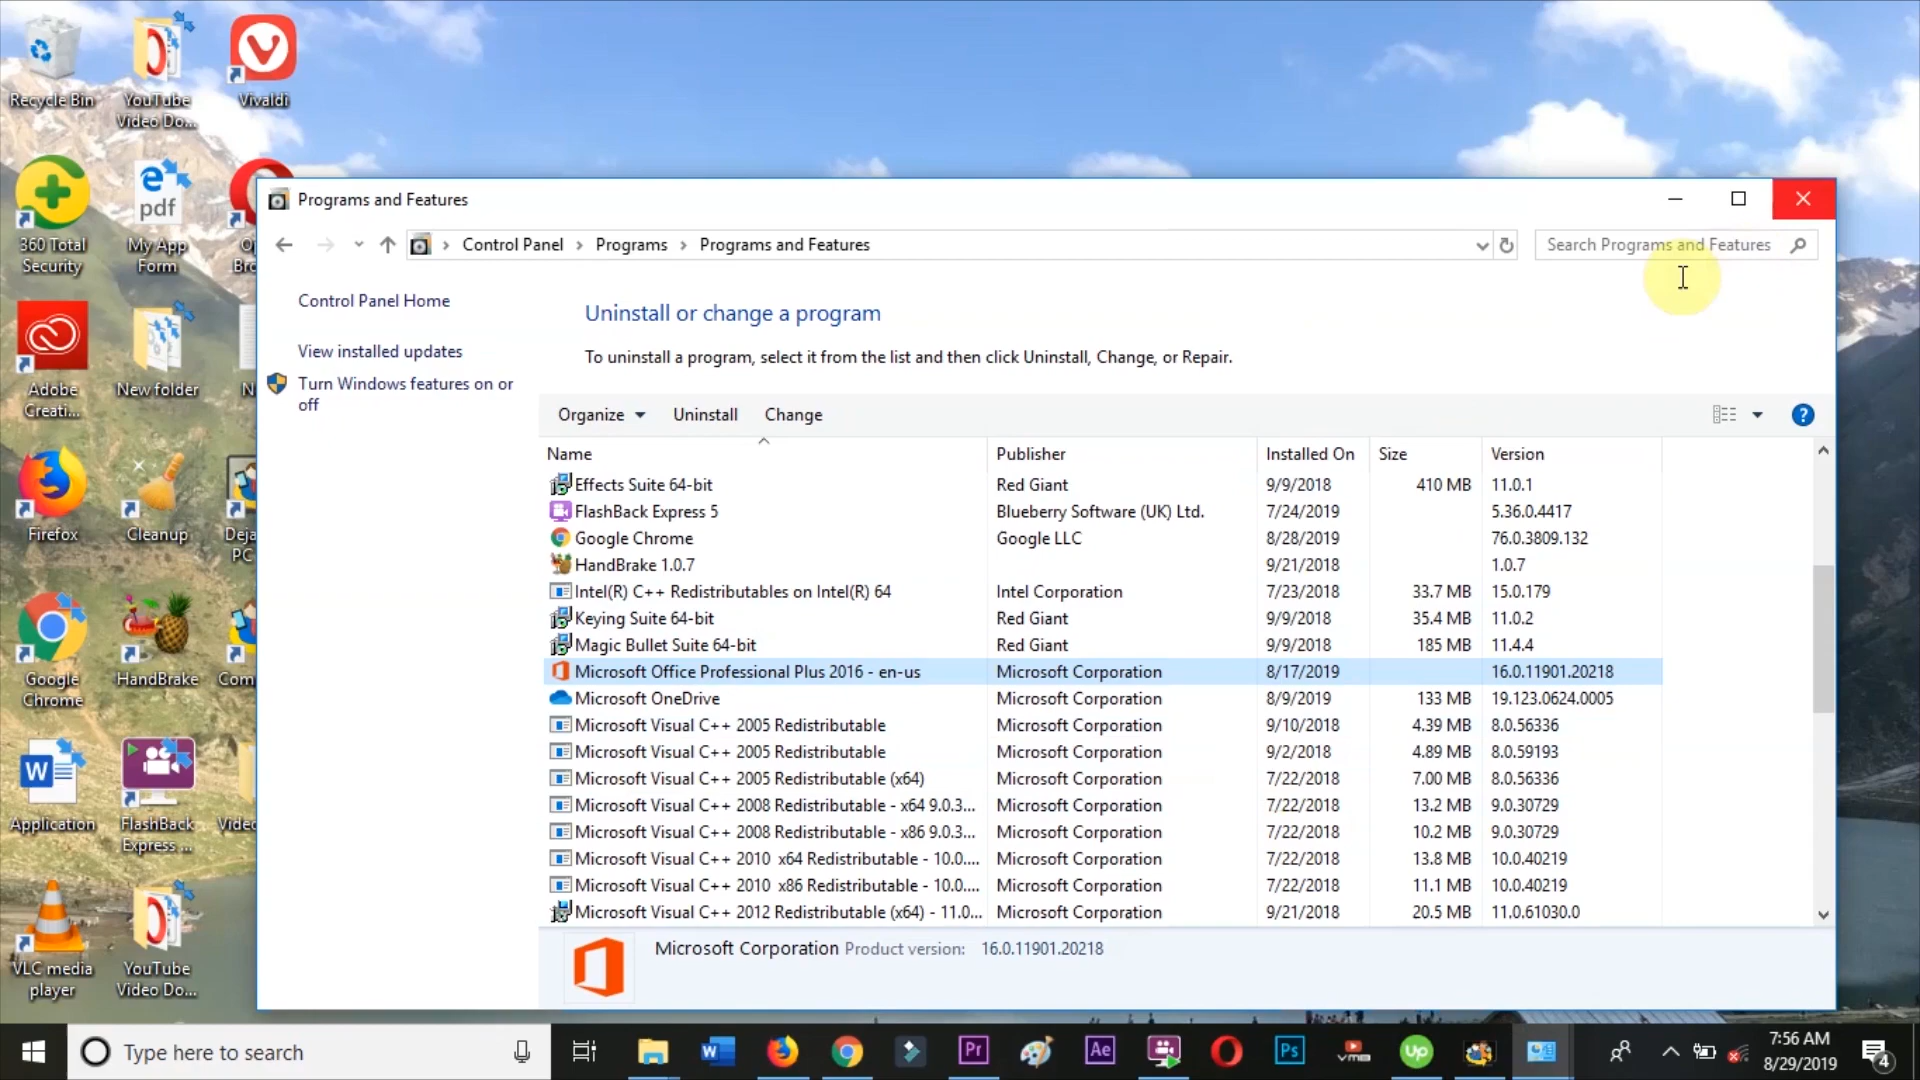 Recycle Bin
YouTube
Video Do...
Vivaldi
360 Total
Security
pdf
My App
Form
Adobe
Creati...
New folder
Firefox
Cleanup
Deja
PC
Google
Chrome
HandBrake
Com
W
Application
FlashBack
Express ...
Video
VLC media
player
YouTube
Video Do...
Programs and Features
Control Panel > Programs > Programs and Features
Search Programs and Features
Control Panel Home
View installed updates
Turn Windows features on or
off
Uninstall or change a program
To uninstall a program, select it from the list and then click Uninstall, Change, or Repair.
Organize Uninstall Change
Name Publisher Installed On Size Version
Effects Suite 64-bit Red Giant 9/9/2018 410 MB 11.0.1
FlashBack Express 5 Blueberry Software (UK) Ltd. 7/24/2019 5.36.0.4417
Google Chrome Google LLC 8/28/2019 76.0.3809.132
HandBrake 1.0.7 9/21/2018 1.0.7
Intel(R) C++ Redistributables on Intel(R) 64 Intel Corporation 7/23/2018 33.7 MB 15.0.179
Keying Suite 64-bit Red Giant 9/9/2018 35.4 MB 11.0.2
Magic Bullet Suite 64-bit Red Giant 9/9/2018 185 MB 11.4.4
Microsoft Office Professional Plus 2016 - en-us Microsoft Corporation 8/17/2019 16.0.11901.20218
Microsoft OneDrive Microsoft Corporation 8/9/2019 133 MB 19.123.0624.0005
Microsoft Visual C++ 2005 Redistributable Microsoft Corporation 9/10/2018 4.39 MB 8.0.56336
Microsoft Visual C++ 2005 Redistributable Microsoft Corporation 9/2/2018 4.89 MB 8.0.59193
Microsoft Visual C++ 2005 Redistributable (x64) Microsoft Corporation 7/22/2018 7.00 MB 8.0.56336
Microsoft Visual C++ 2008 Redistributable - x64 9.0.3... Microsoft Corporation 7/22/2018 13.2 MB 9.0.30729
Microsoft Visual C++ 2008 Redistributable - x86 9.0.3... Microsoft Corporation 7/22/2018 10.2 MB 9.0.30729
Microsoft Visual C++ 2010 x64 Redistributable - 10.0.... Microsoft Corporation 7/22/2018 13.8 MB 10.0.40219
Microsoft Visual C++ 2010 x86 Redistributable - 10.0.... Microsoft Corporation 7/22/2018 11.1 MB 10.0.40219
Microsoft Visual C++ 2012 Redistributable (x64) - 11.0... Microsoft Corporation 9/21/2018 20.5 MB 11.0.61030.0
Microsoft Corporation Product version: 16.0.11901.20218
Type here to search
Pr
Ae
Ps
Up
7:56 AM
8/29/2019
4